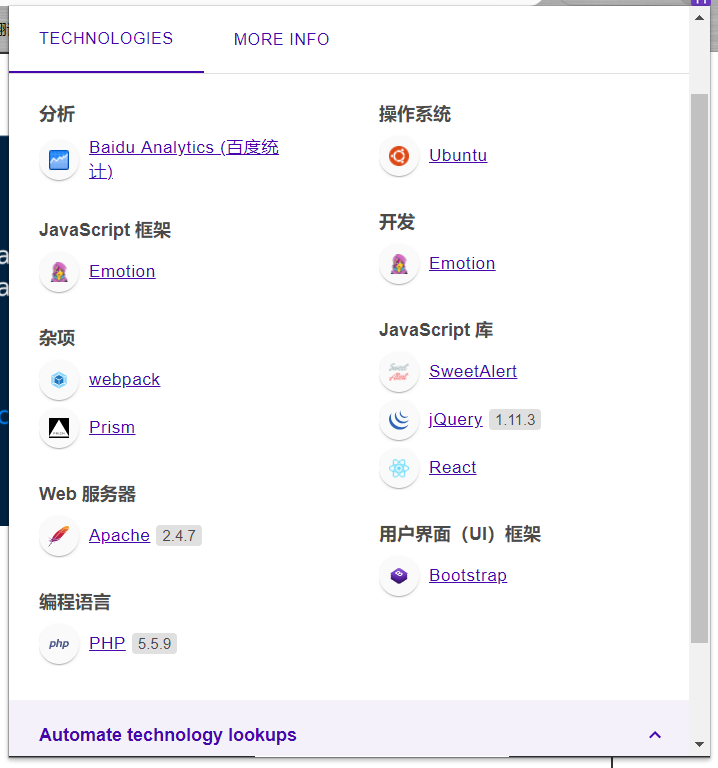 TECHNOLOGIES
MORE INFO
分析
Baidu Analytics (百度统
计)
JavaScript 框架
Emotion
杂项
webpack
Prism
Web 服务器
Apache 2.4.7
编程语言
php PHP 5.5.9
操作系统
Ubuntu
开发
Emotion
JavaScript 库
Sweet
Alert
SweetAlert
jQuery 1.11.3
React
用户界面（UI）框架
Bootstrap
Automate technology lookups